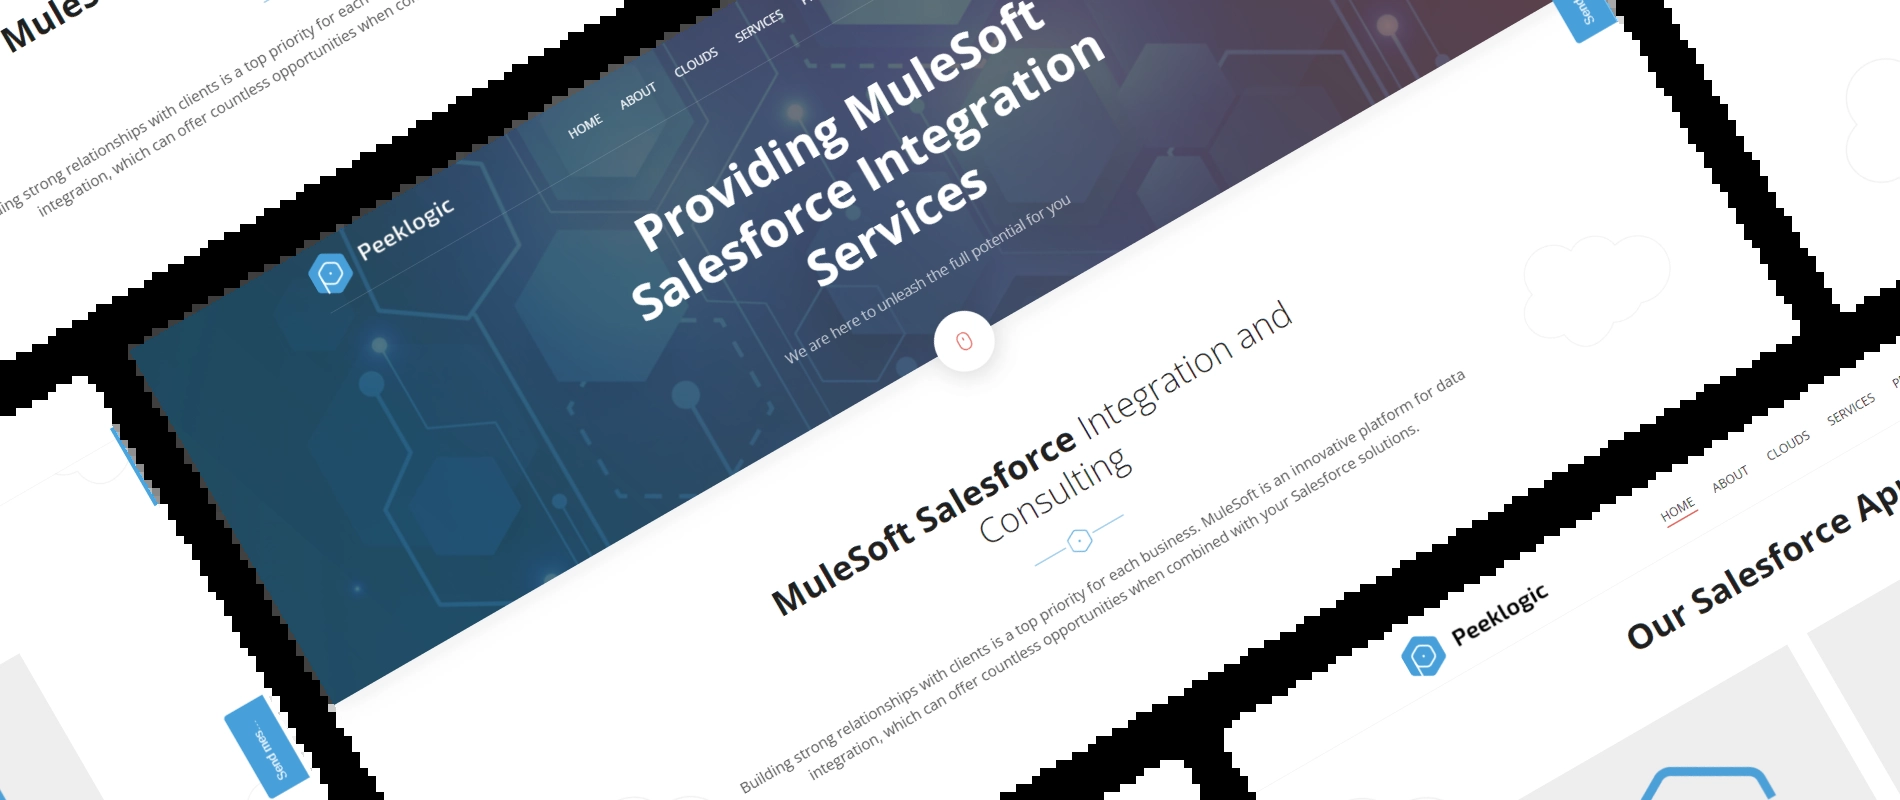 MuleS
strong relationships with clients is a top priority for each
integration, which can offer countless opportunities when
Peeklogic
HOME ABOUT CLOUDS SERVICES
Providing MuleSoft
Salesforce Integration
Services
We are here to unleash the full potential for you
Send
MuleSoft Salesforce Integration and
Consulting
Building strong relationships with clients is a top priority for each business. MuleSoft is an innovative platform for data
integration, which can offer countless opportunities when combined with your Salesforce solutions.
Send mes...
Peeklogic
HOME ABOUT CLOUDS SERVICES
Our Salesforce